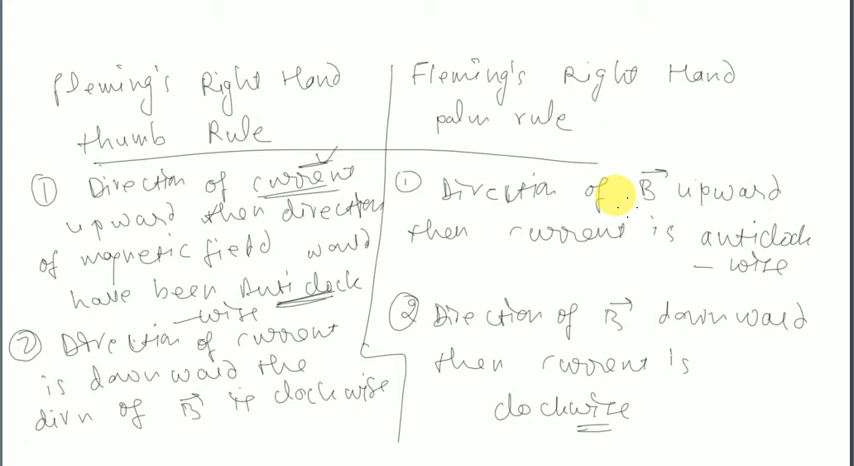 Fleming's Right Hand
thumb Rule
① Direction of current
upward then direction
of magnetic field would
have been Anti clock
– wise
② Direction of current
is downward the
dirn of B⃗ is clockwise
Fleming's Right Hand
palm rule
① Direction of B⃗ upward
then current is anticlock
– wise
② Direction of B⃗ downward
then current is
clockwise